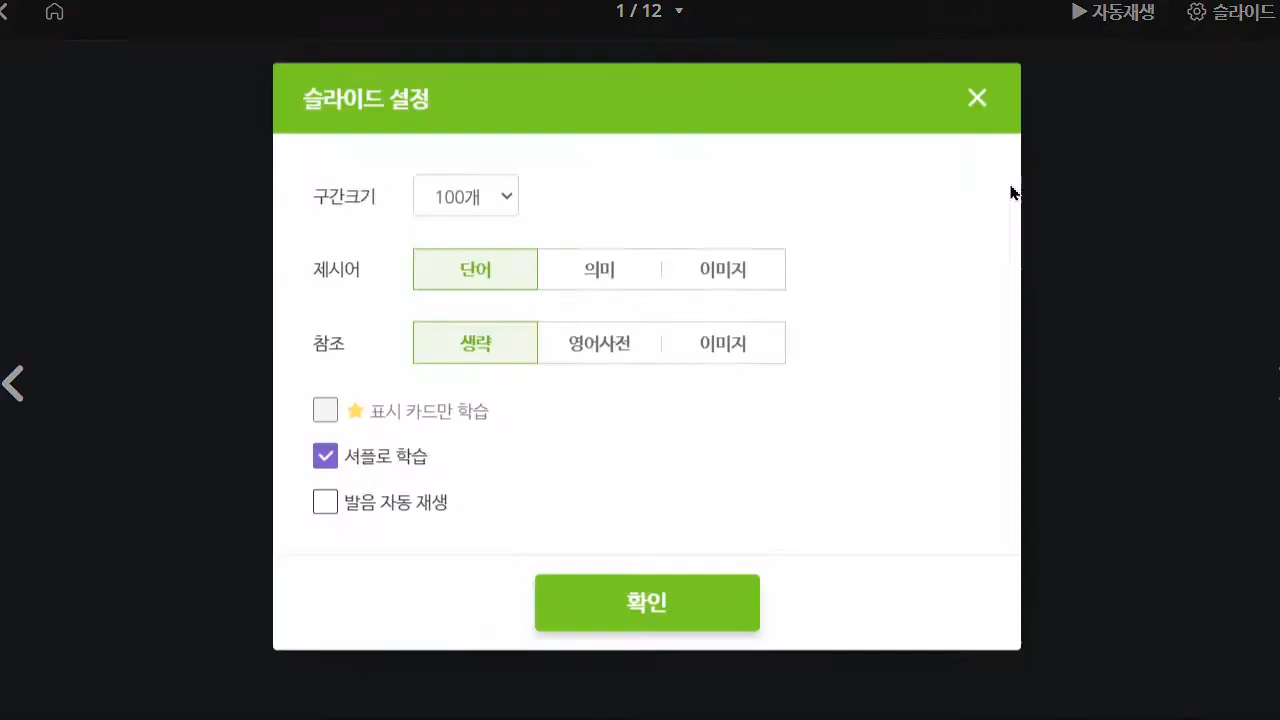 1 / 12
자동재생
슬라이드
슬라이드 설정
구간크기
100개
제시어
단어
의미
이미지
참조
생략
영어사전
이미지
표시 카드만 학습
셔플로 학습
발음 자동 재생
확인